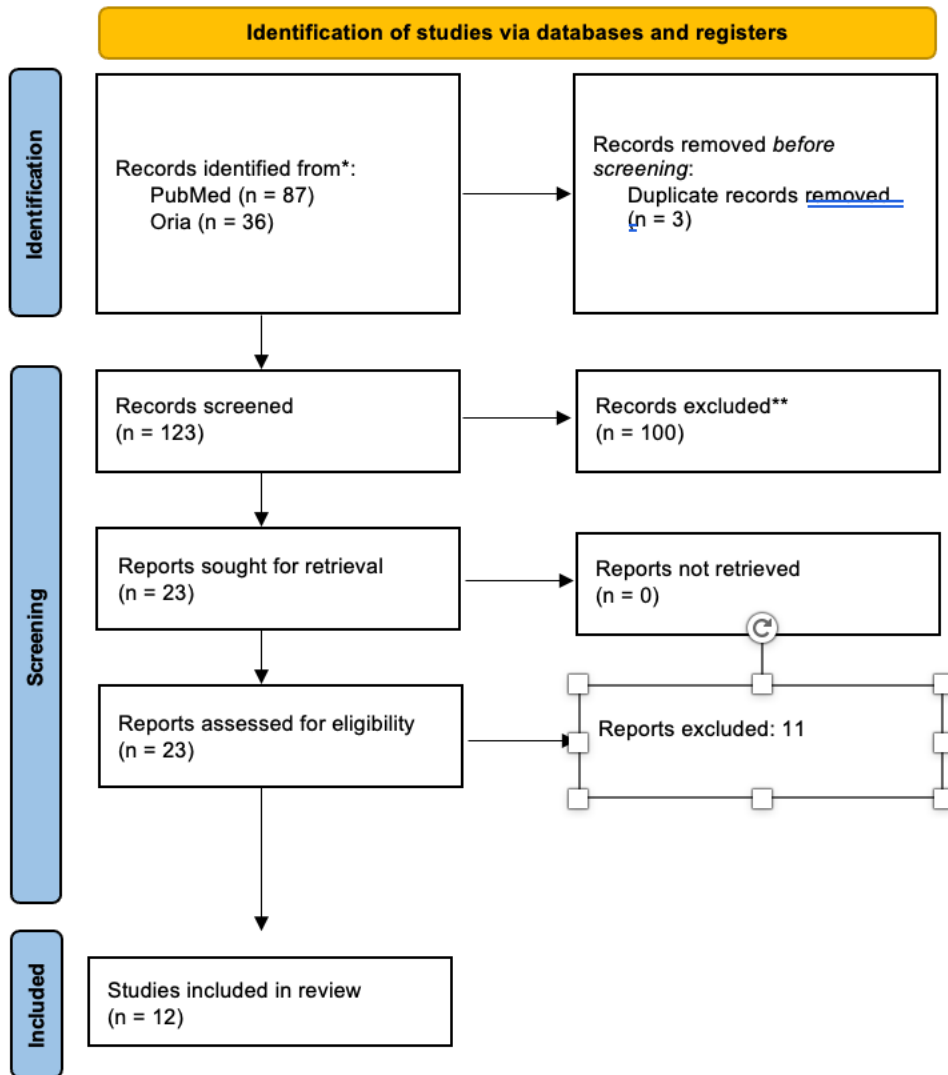 Identification of studies via databases and registers
Identification
Records identified from*:
PubMed (n = 87)
Oria (n = 36)
Records removed before
screening:
Duplicate records removed
(n = 3)
Screening
Records screened
(n = 123)
Records excluded**
(n = 100)
Reports sought for retrieval
(n = 23)
Reports not retrieved
(n = 0)
Reports assessed for eligibility
(n = 23)
Reports excluded: 11
Included
Studies included in review
(n = 12)